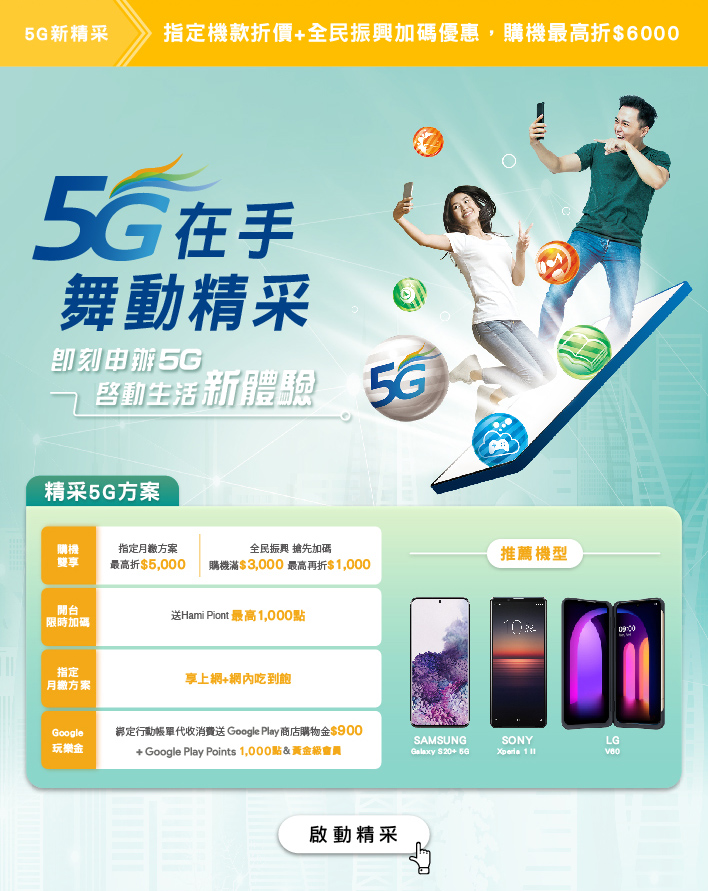 5G新精采
指定機款折價+全民振興加碼優惠，購機最高折$6000
5G在手
舞動精采
即刻申辦5G
啓動生活新體驗
5G
精采5G方案
購機
雙享
指定月繳方案
最高折$5,000
全民振興 搶先加碼
購機滿$3,000 最高再折$1,000
開台
限時加碼
送Hami Piont 最高1,000點
指定
月繳方案
享上網+網內吃到飽
Google
玩樂金
綁定行動帳單代收消費送 Google Play 商店購物金$900
+ Google Play Points 1,000點&黃金級會員
推薦機型
09:00
SAMSUNG
Galaxy S20+ 5G
SONY
Xperia 1 II
LG
V60
啟動精采